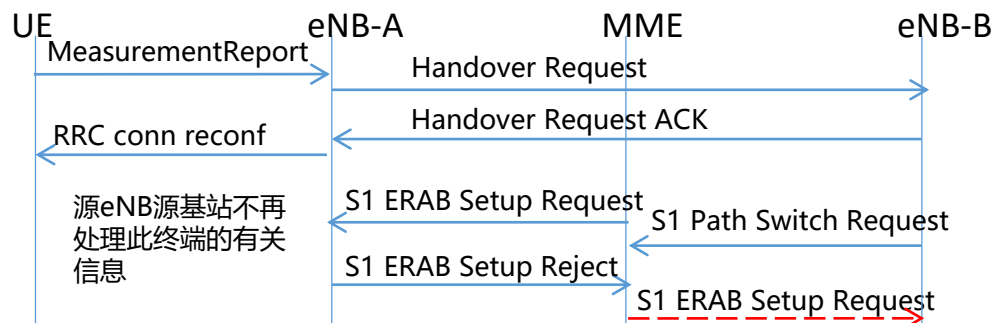 UE eNB-A MME eNB-B
MeasurementReport
Handover Request
Handover Request ACK
RRC conn reconf
源eNB源基站不再
处理此终端的有关
信息
S1 ERAB Setup Request
S1 Path Switch Request
S1 ERAB Setup Reject
S1 ERAB Setup Request